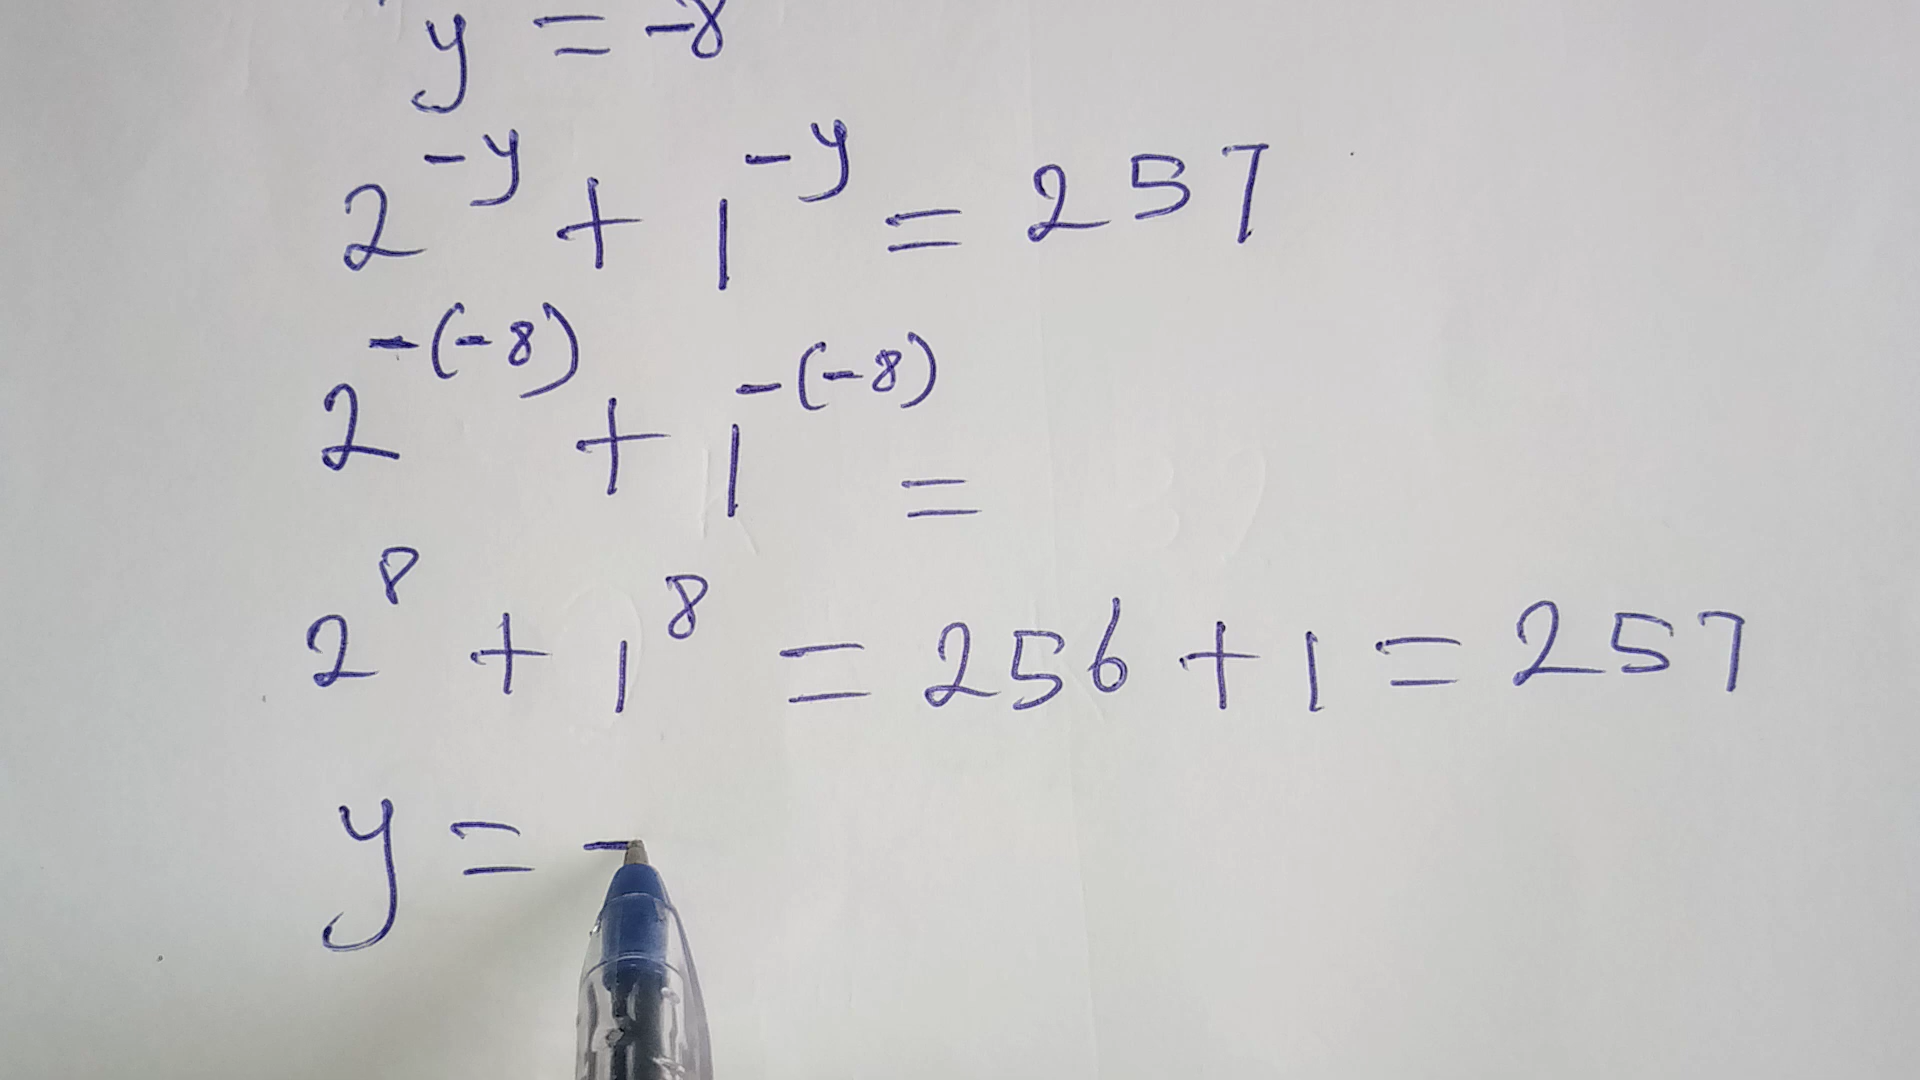 y = -8
2^{-y} + 1^{-y} = 257
2^{-(-8)} + 1^{-(-8)} =
2^8 + 1^8 = 256 + 1 = 257
y = -